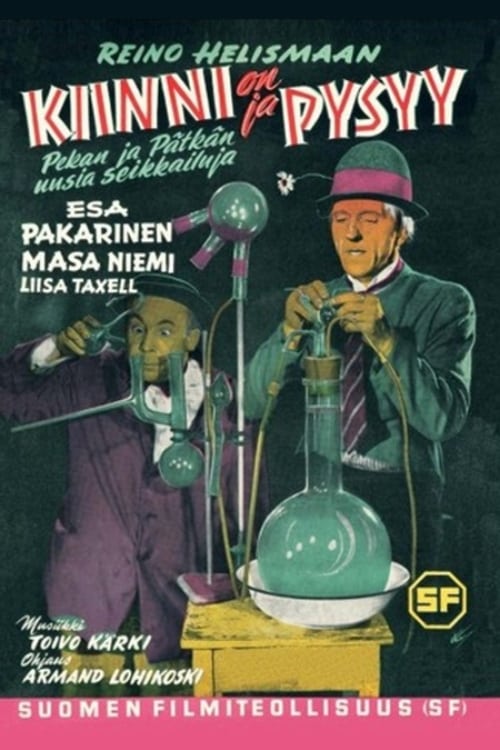 REINO HELISMAAN
KIINNI on ja PYSYY
Pekan ja Pätkän
uusia seikkailuja
ESA
PAKARINEN
MASA NIEMI
LIISA TAXELL
SF
Musiikki
TOIVO KÄRKI
Ohjaus
ARMAND LOHIKOSKI
SUOMEN FILMITEOLLISUUS (SF)